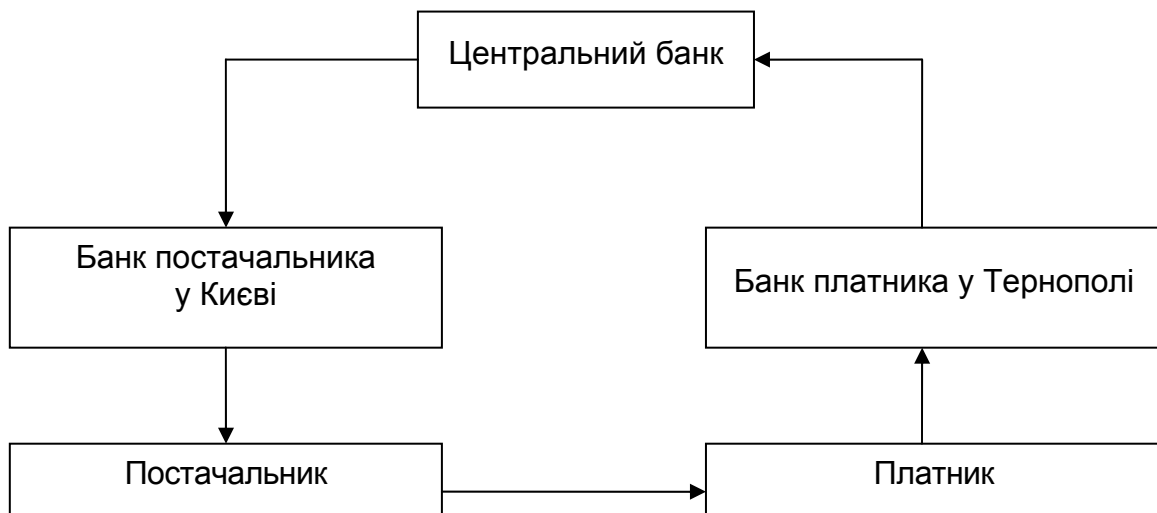 Центральний банк
Банк постачальника
у Києві
Банк платника у Тернополі
Постачальник
Платник